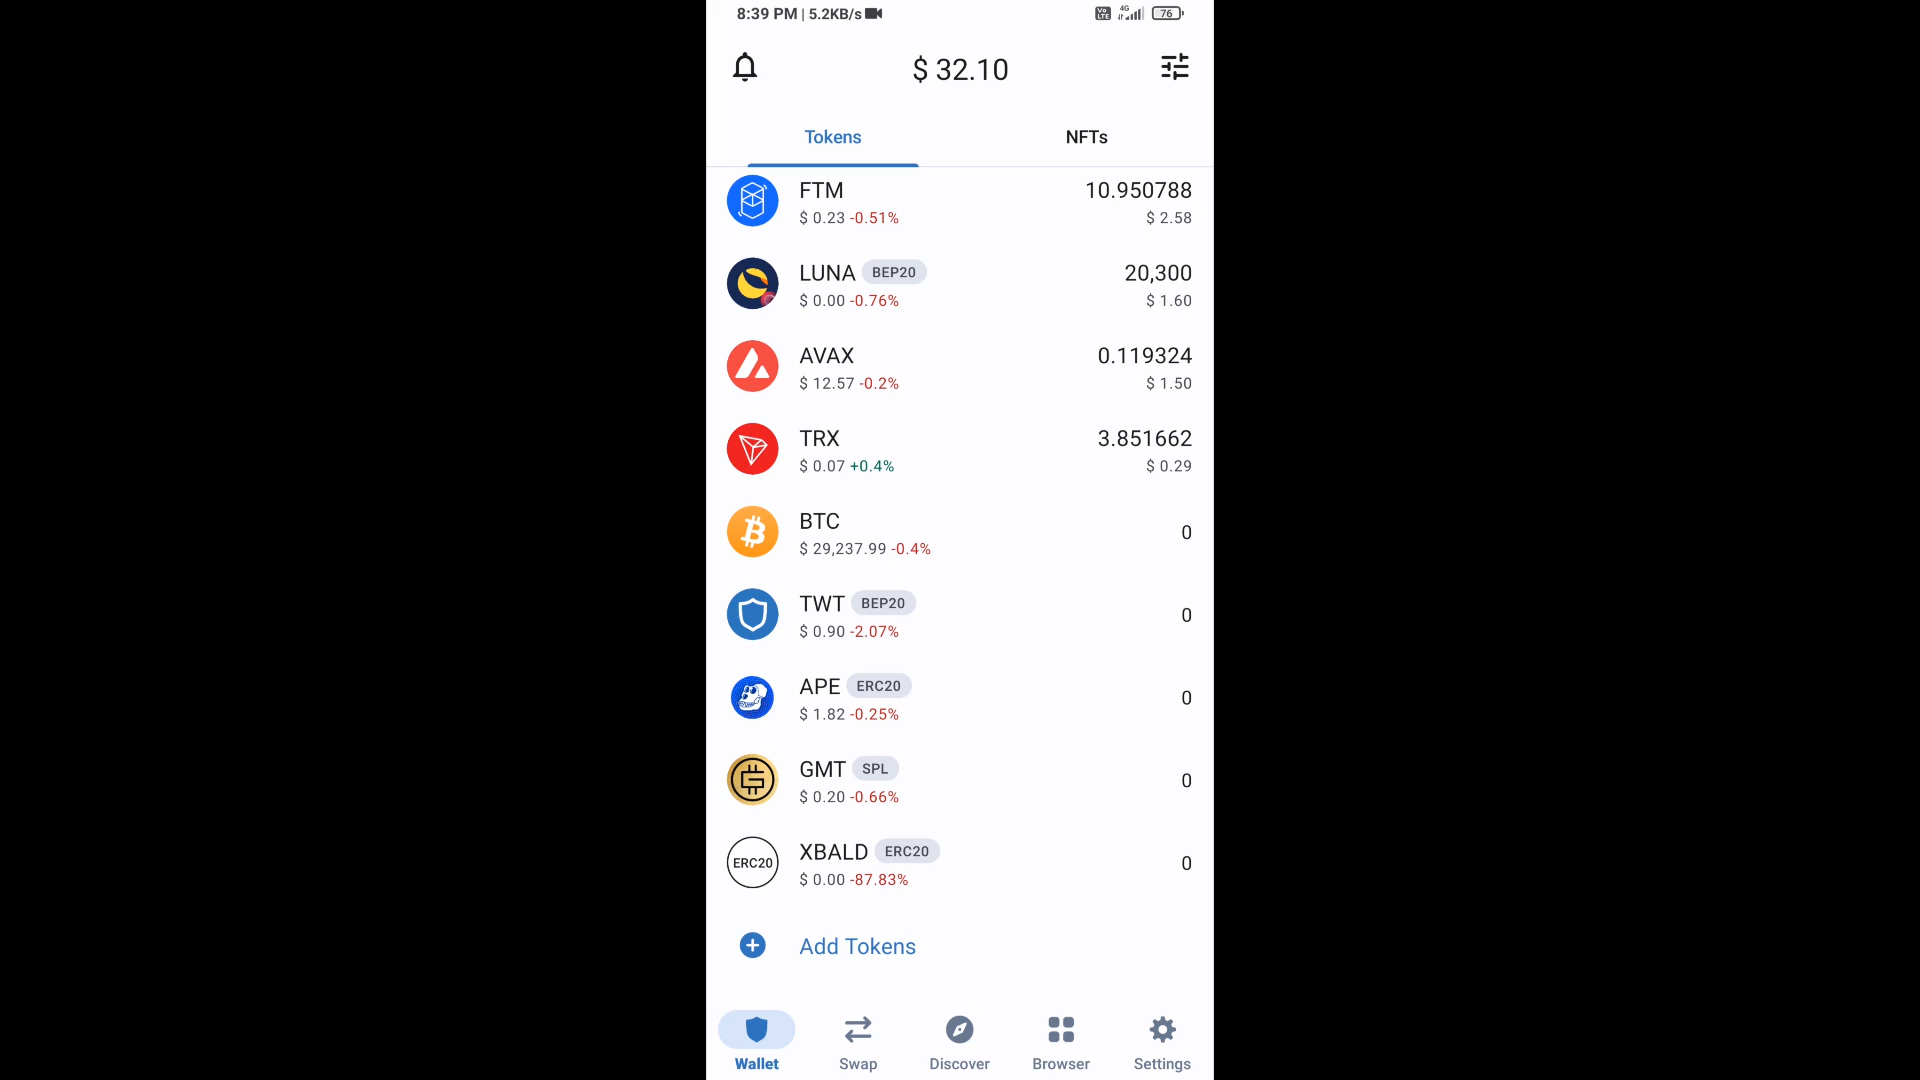 8:39 PM | 5.2KB/s
Vo LTE 4G 76
$ 32.10
Tokens NFTs
FTM 10.950788
$ 0.23 -0.51% $ 2.58
LUNA BEP20 20,300
$ 0.00 -0.76% $ 1.60
AVAX 0.119324
$ 12.57 -0.2% $ 1.50
TRX 3.851662
$ 0.07 +0.4% $ 0.29
BTC 0
$ 29,237.99 -0.4%
TWT BEP20 0
$ 0.90 -2.07%
APE ERC20 0
$ 1.82 -0.25%
GMT SPL 0
$ 0.20 -0.66%
ERC20 XBALD ERC20 0
$ 0.00 -87.83%
Add Tokens
Wallet Swap Discover Browser Settings